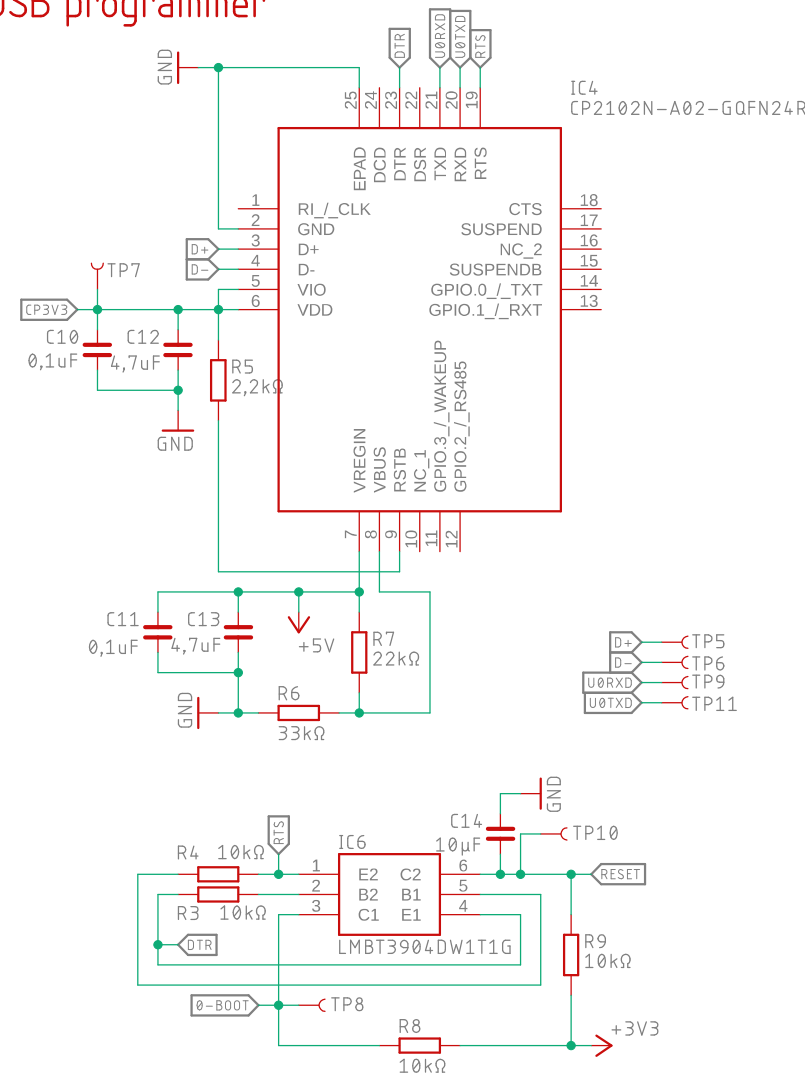 USB programmer
IC4
CP2102N-A02-GQFN24R
GND
DTR
U0RXD
U0TXD
RTS
25
24
23
22
21
20
19
EPAD
DCD
DTR
DSR
TXD
RXD
RTS
1 RI_/_CLK
2 GND
D+ 3 D+
D- 4 D-
5 VIO
6 VDD
CTS 18
SUSPEND 17
NC_2 16
SUSPENDB 15
GPIO.0_/_TXT 14
GPIO.1_/_RXT 13
TP7
CP3V3
C10
0,1uF
C12
4,7uF
GND
R5
2,2kΩ
VREGIN
VBUS
RSTB
NC_1
GPIO.3_/_WAKEUP
GPIO.2_/_RS485
7
8
9
10
11
12
C11
0,1uF
C13
4,7uF
+5V
R7
22kΩ
GND
R6
33kΩ
D+ TP5
D- TP6
U0RXD TP9
U0TXD TP11
GND
C14
10µF
TP10
RTS
IC6
R4 10kΩ
R3 10kΩ
1 E2 C2 6
2 B2 B1 5
3 C1 E1 4
LMBT3904DW1T1G
RESET
DTR
R9
10kΩ
0-BOOT
TP8
R8
10kΩ
+3V3